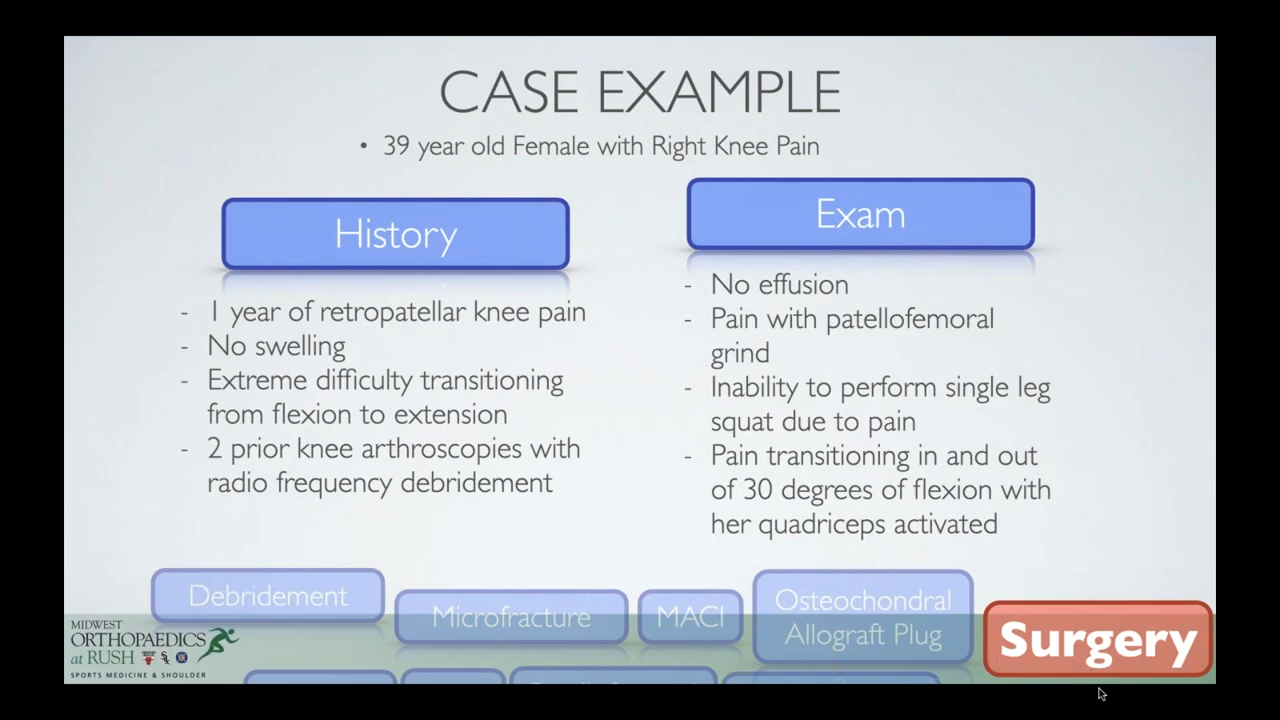 CASE EXAMPLE
• 39 year old Female with Right Knee Pain
History
- 1 year of retropatellar knee pain
- No swelling
- Extreme difficulty transitioning
from flexion to extension
- 2 prior knee arthroscopies with
radio frequency debridement
Exam
- No effusion
- Pain with patellofemoral
grind
- Inability to perform single leg
squat due to pain
- Pain transitioning in and out
of 30 degrees of flexion with
her quadriceps activated
Debridement
Microfracture
MACI
Osteochondral
Allograft Plug
Surgery
MIDWEST
ORTHOPAEDICS
at RUSH
SPORTS MEDICINE & SHOULDER